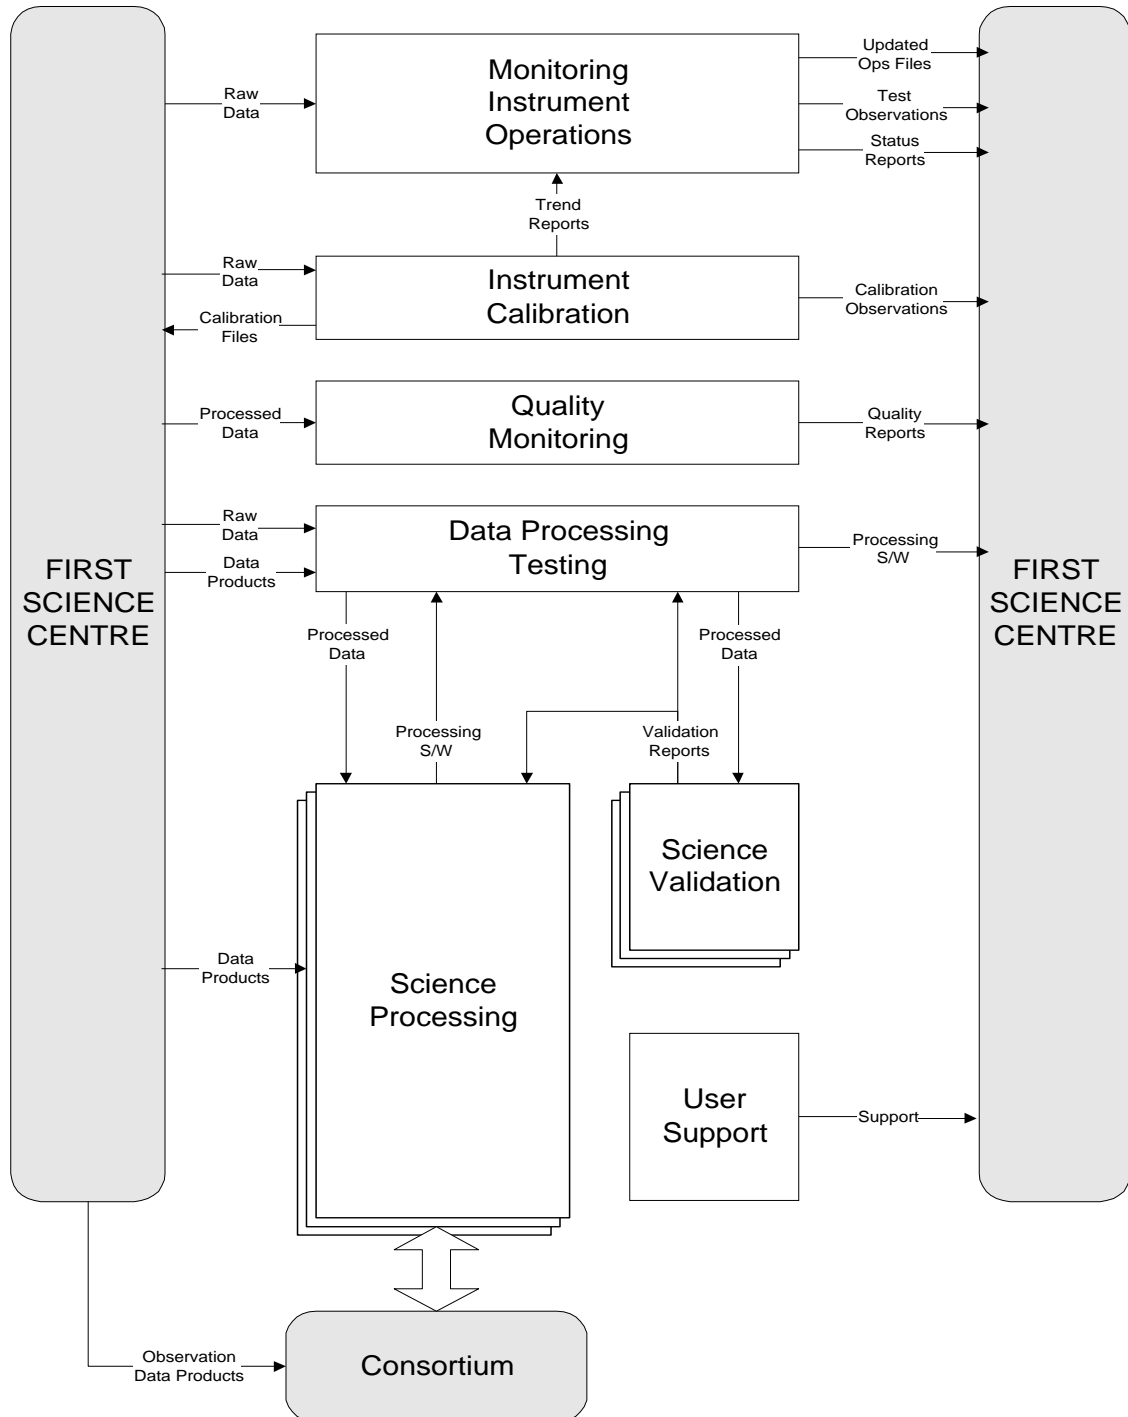 Updated
Ops Files
Monitoring
Instrument
Operations
Raw
Data
Test
Observations
Status
Reports
Trend
Reports
Raw
Data
Instrument
Calibration
Calibration
Observations
Calibration
Files
Processed
Data
Quality
Monitoring
Quality
Reports
Raw
Data
Data Processing
Testing
Processing
S/W
Data
Products
FIRST
SCIENCE
CENTRE
FIRST
SCIENCE
CENTRE
Processed
Data
Processed
Data
Processing
S/W
Validation
Reports
Science
Validation
Data
Products
Science
Processing
User
Support
Support
Observation
Data Products
Consortium